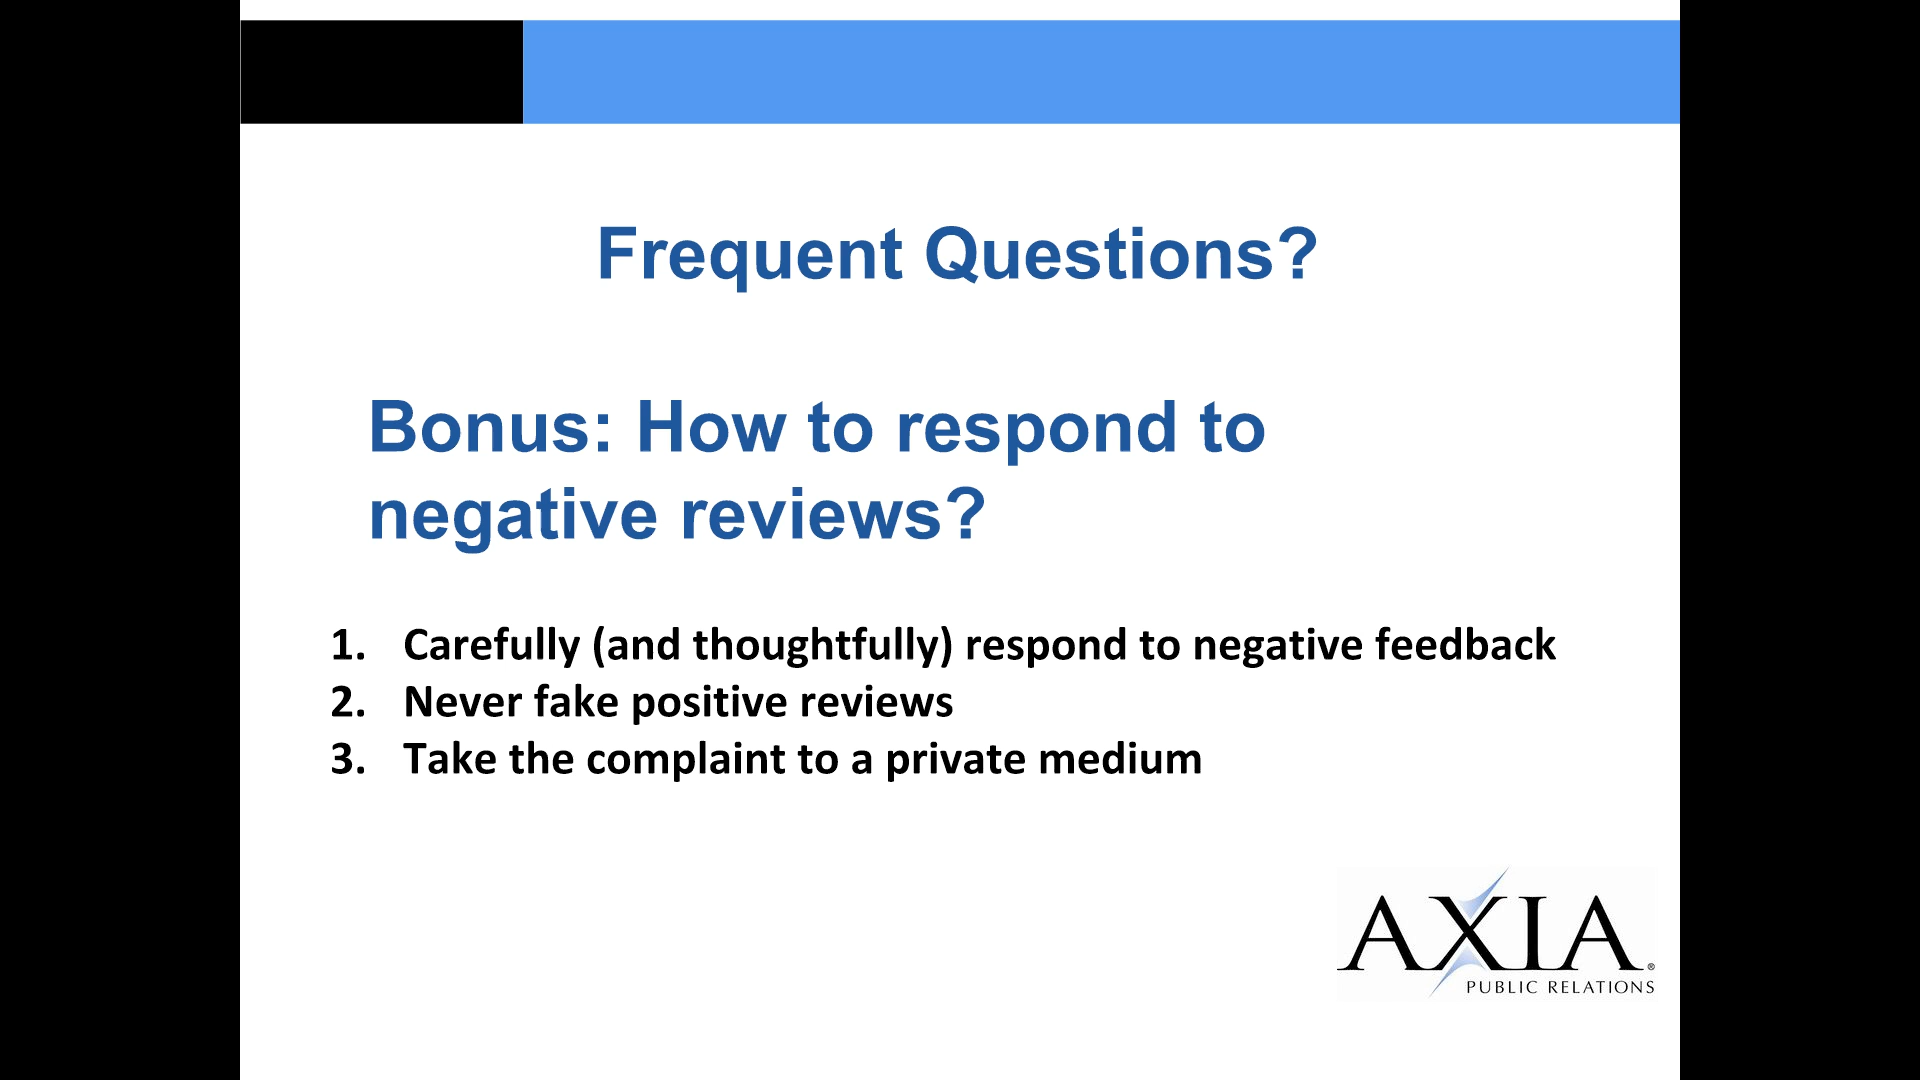 Frequent Questions?
Bonus: How to respond to
negative reviews?
1. Carefully (and thoughtfully) respond to negative feedback
2. Never fake positive reviews
3. Take the complaint to a private medium
AXIA®
PUBLIC RELATIONS